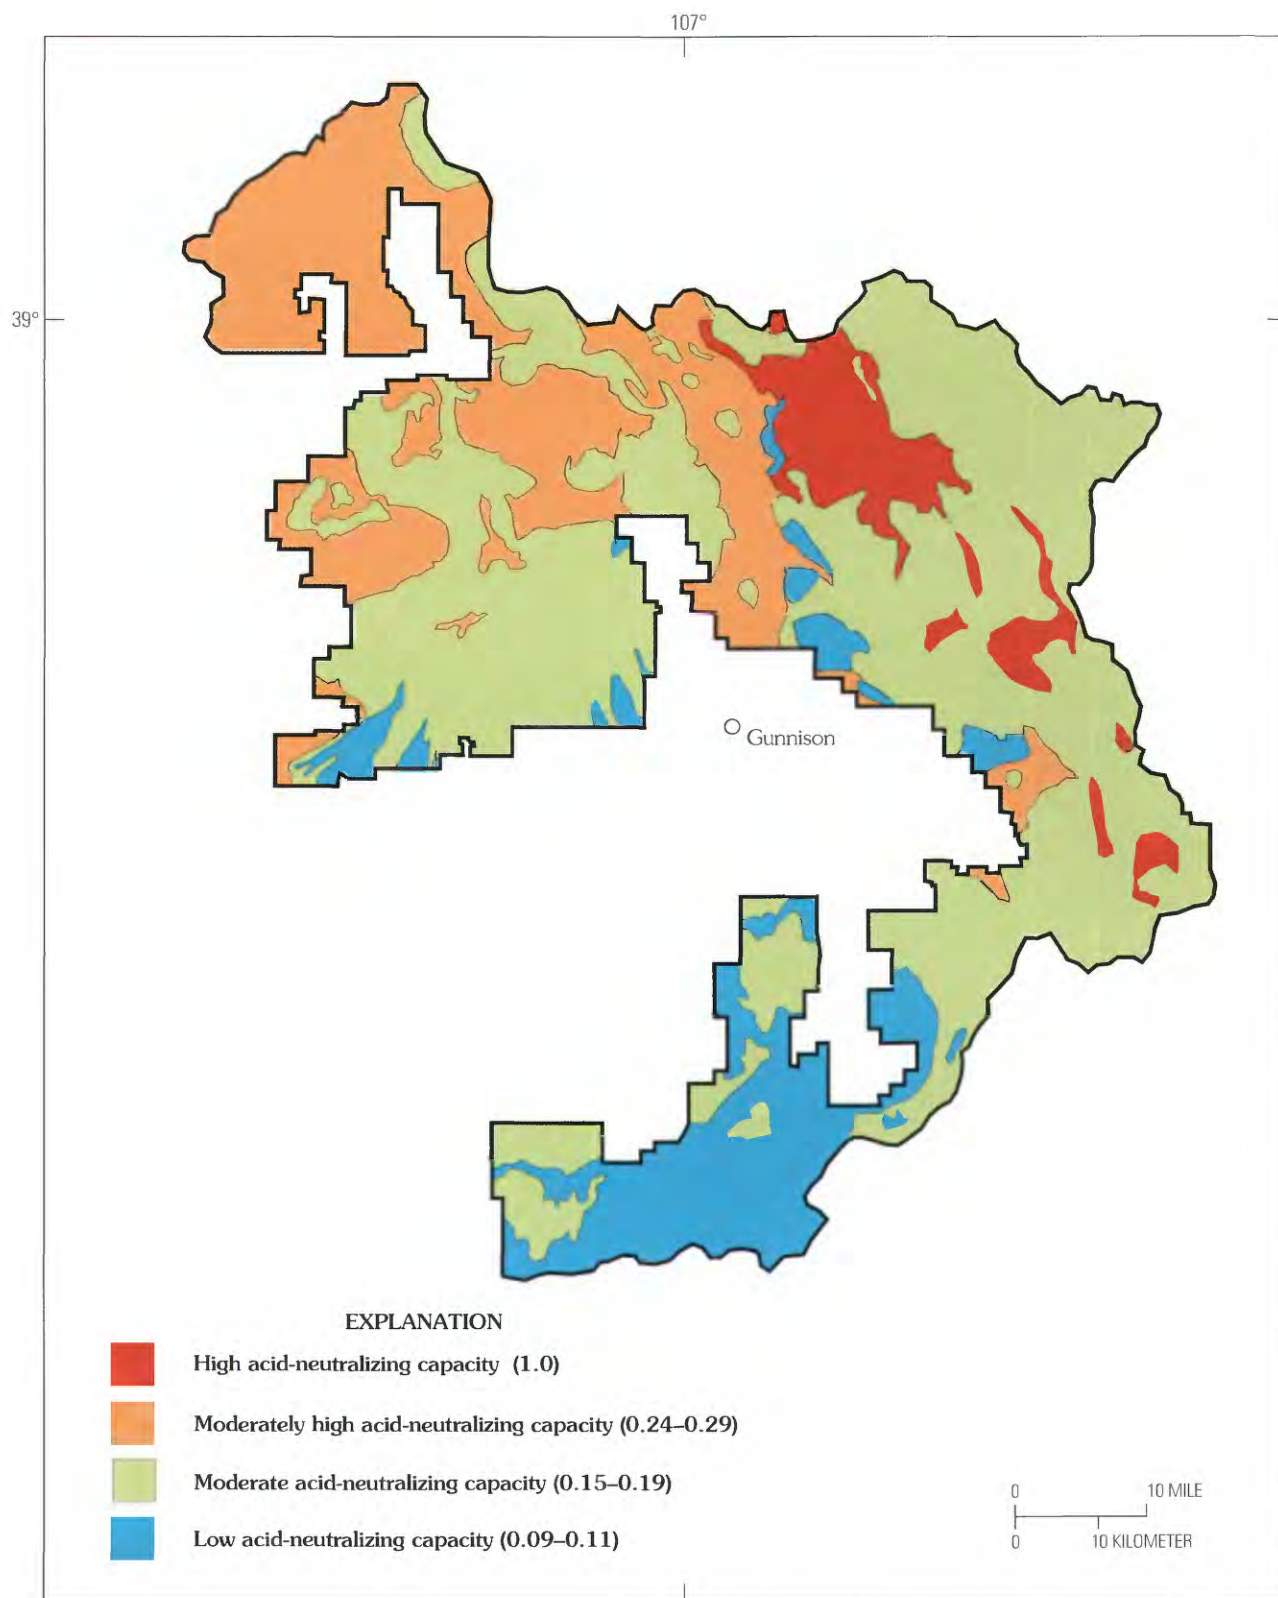 107°
39°
Gunnison
EXPLANATION
High acid-neutralizing capacity (1.0)
Moderately high acid-neutralizing capacity (0.24–0.29)
Moderate acid-neutralizing capacity (0.15–0.19)
Low acid-neutralizing capacity (0.09–0.11)
0 10 MILE
0 10 KILOMETER